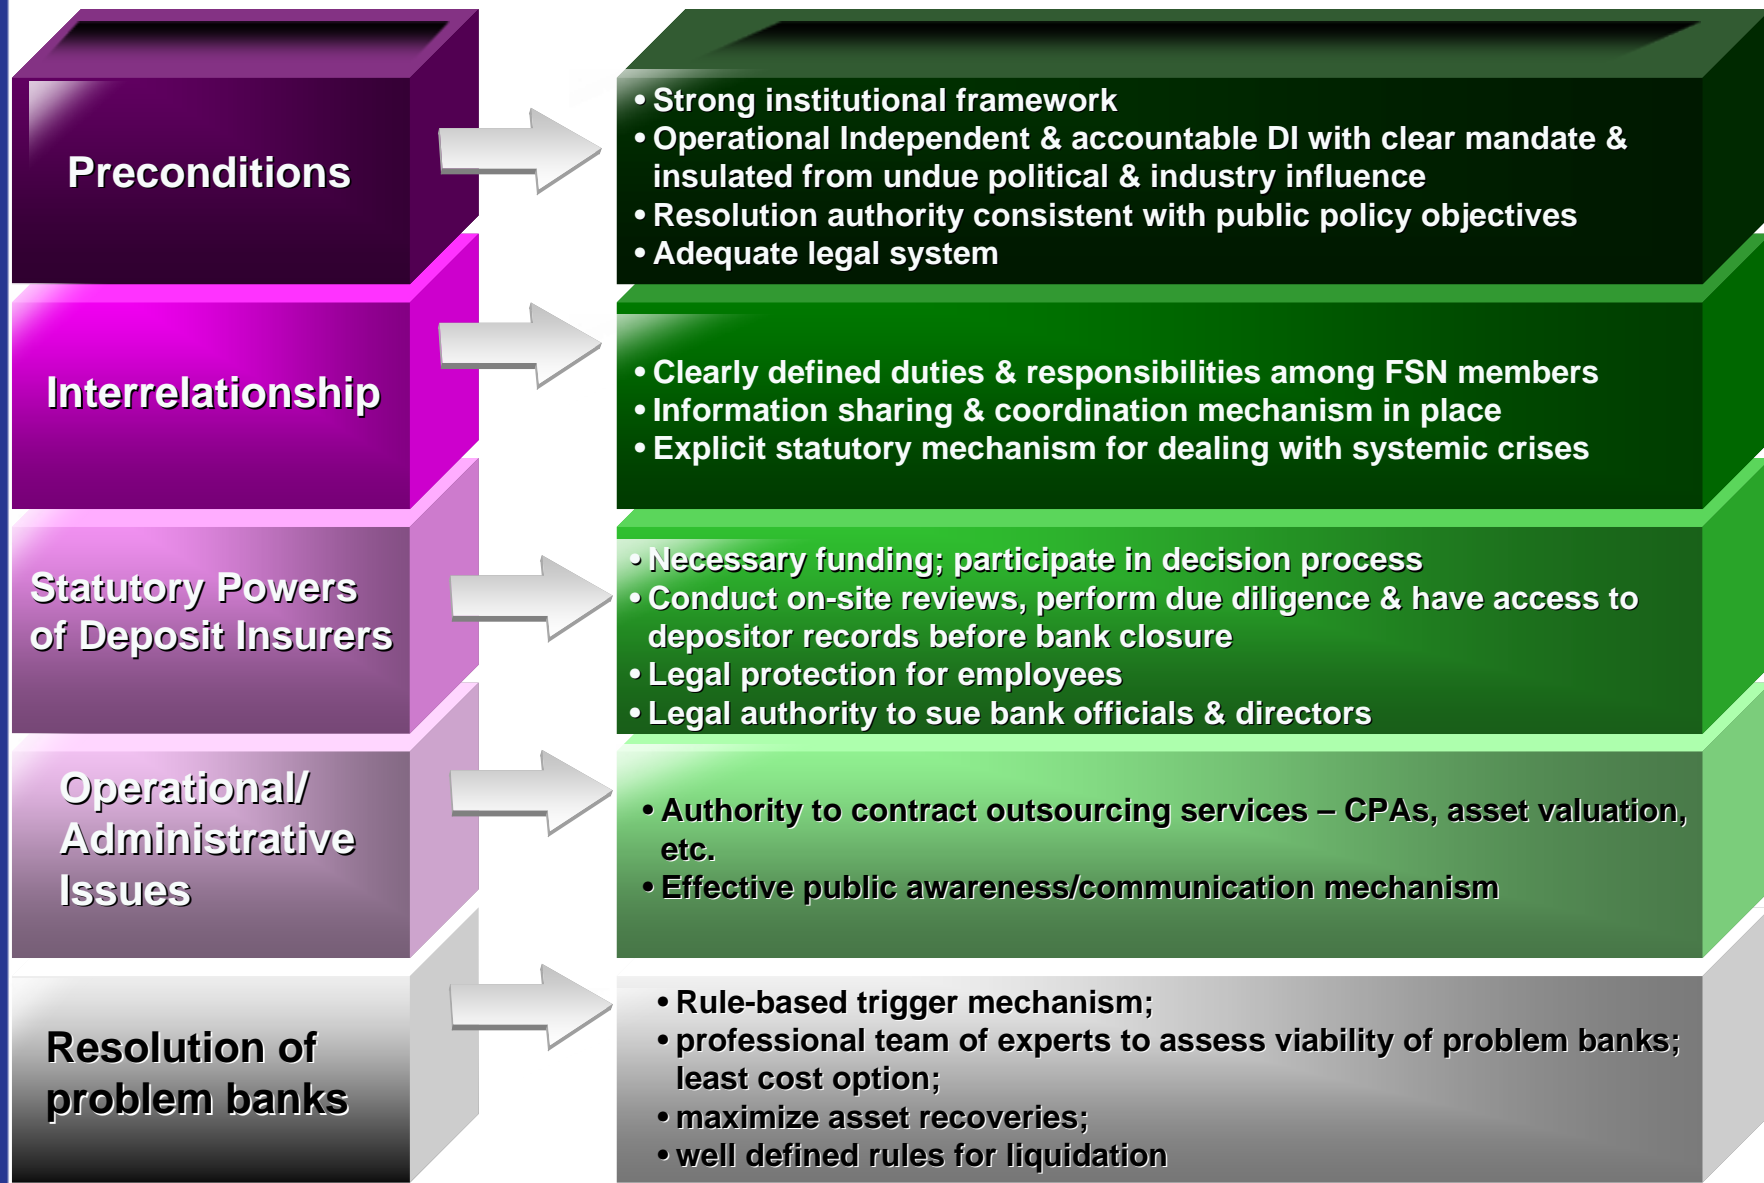 Preconditions
• Strong institutional framework
• Operational Independent & accountable DI with clear mandate &
insulated from undue political & industry influence
• Resolution authority consistent with public policy objectives
• Adequate legal system
Interrelationship
• Clearly defined duties & responsibilities among FSN members
• Information sharing & coordination mechanism in place
• Explicit statutory mechanism for dealing with systemic crises
Statutory Powers
of Deposit Insurers
• Necessary funding; participate in decision process
• Conduct on-site reviews, perform due diligence & have access to
depositor records before bank closure
• Legal protection for employees
• Legal authority to sue bank officials & directors
Operational/
Administrative
Issues
• Authority to contract outsourcing services – CPAs, asset valuation,
etc.
• Effective public awareness/communication mechanism
Resolution of
problem banks
• Rule-based trigger mechanism;
• professional team of experts to assess viability of problem banks;
least cost option;
• maximize asset recoveries;
• well defined rules for liquidation